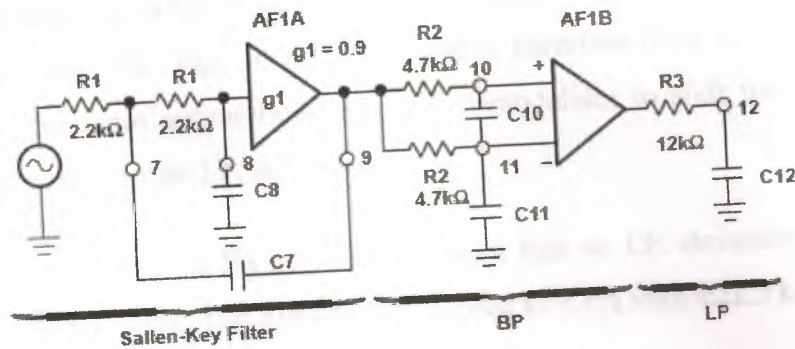 AF1A
AF1B
g1 = 0.9
R1
R1
R2
R3
2.2kΩ
2.2kΩ
g1
4.7kΩ
10
+
12
C10
12kΩ
7
8
9
R2
11
−
C8
4.7kΩ
C11
C12
C7
Sallen-Key Filter
BP
LP